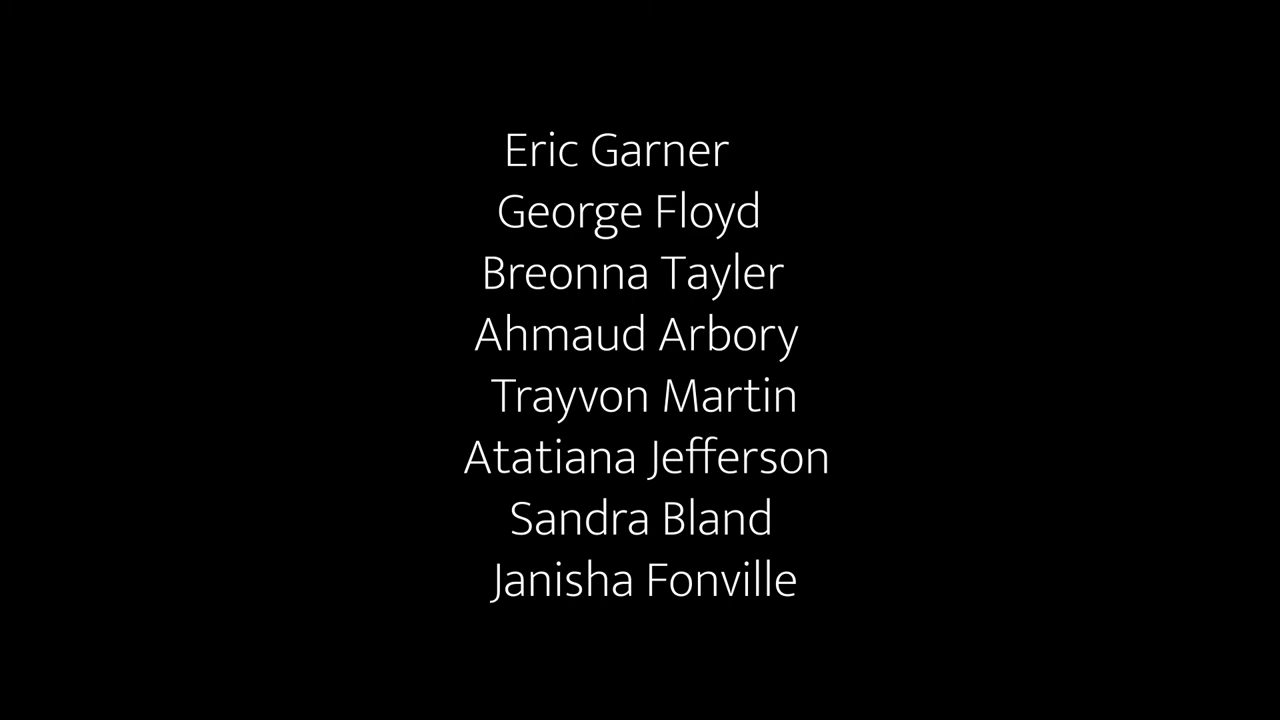 Eric Garner
George Floyd
Breonna Tayler
Ahmaud Arbory
Trayvon Martin
Atatiana Jefferson
Sandra Bland
Janisha Fonville